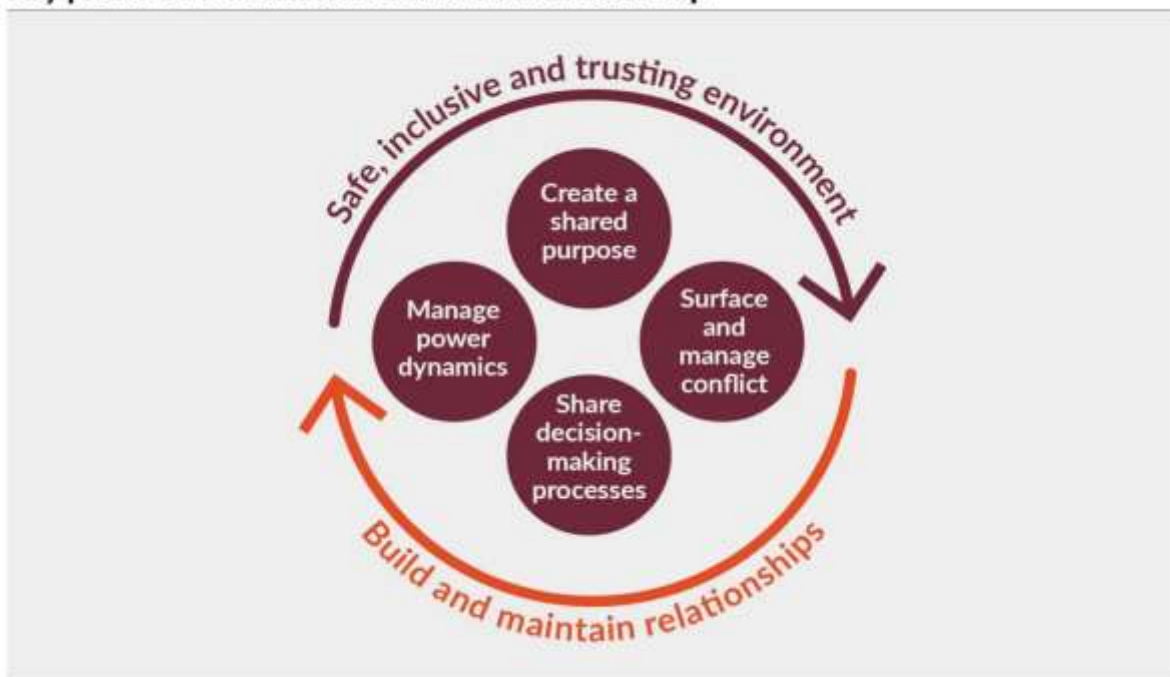 Safe, inclusive and trusting environment
Create a
shared
purpose
Manage
power
dynamics
Surface
and
manage
conflict
Share
decision-
making
processes
Build and maintain relationships